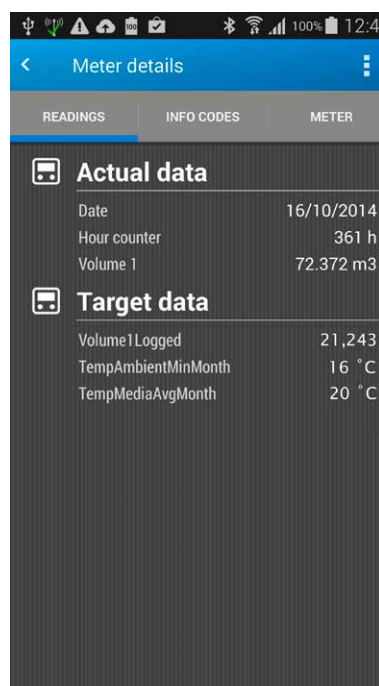 100% 12:4
< Meter details
READINGS INFO CODES METER
Actual data
Date 16/10/2014
Hour counter 361 h
Volume 1 72.372 m3
Target data
Volume1Logged 21,243
TempAmbientMinMonth 16 °C
TempMediaAvgMonth 20 °C